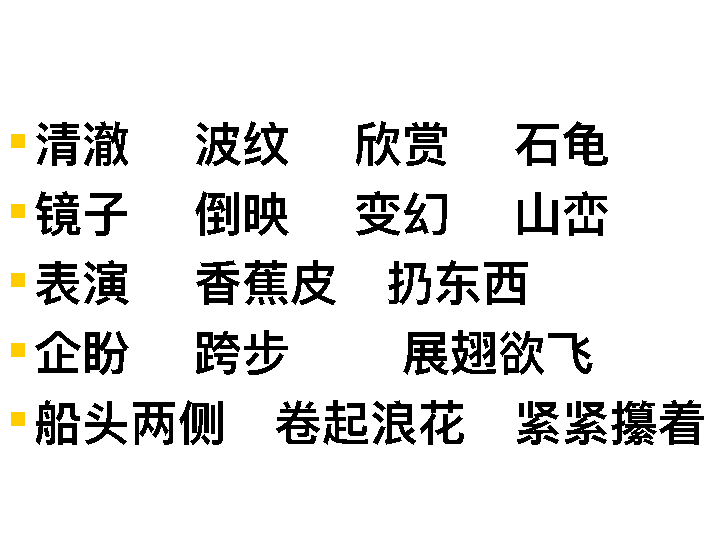 清澈 波纹 欣赏 石龟
镜子 倒映 变幻 山峦
表演 香蕉皮 扔东西
企盼 跨步 展翅欲飞
船头两侧 卷起浪花 紧紧攥着